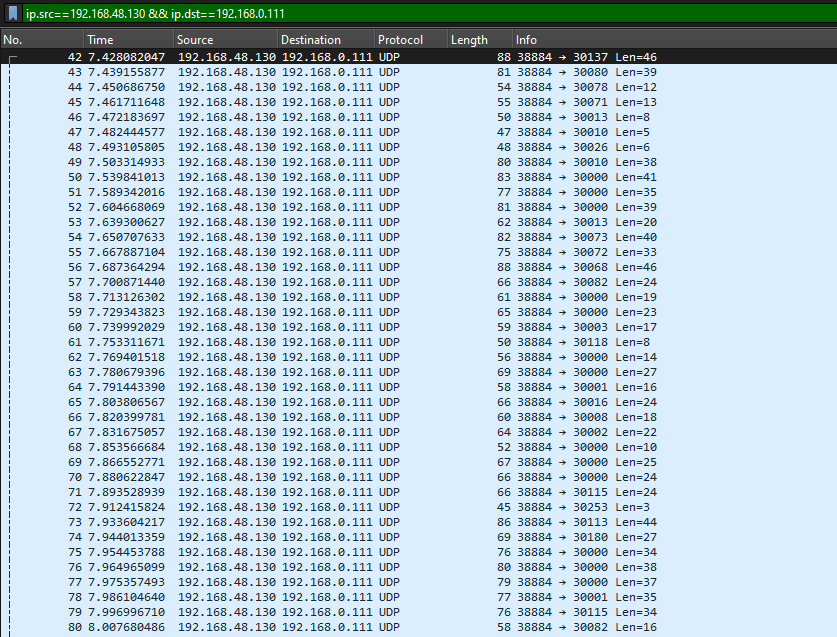 ip.src==192.168.48.130 && ip.dst==192.168.0.111
No. Time Source Destination Protocol Length Info
42 7.428082047 192.168.48.130 192.168.0.111 UDP 88 38884 → 30137 Len=46
43 7.439155877 192.168.48.130 192.168.0.111 UDP 81 38884 → 30080 Len=39
44 7.450686750 192.168.48.130 192.168.0.111 UDP 54 38884 → 30078 Len=12
45 7.461711648 192.168.48.130 192.168.0.111 UDP 55 38884 → 30071 Len=13
46 7.472183697 192.168.48.130 192.168.0.111 UDP 50 38884 → 30013 Len=8
47 7.482444577 192.168.48.130 192.168.0.111 UDP 47 38884 → 30010 Len=5
48 7.493105805 192.168.48.130 192.168.0.111 UDP 48 38884 → 30026 Len=6
49 7.503314933 192.168.48.130 192.168.0.111 UDP 80 38884 → 30010 Len=38
50 7.539841013 192.168.48.130 192.168.0.111 UDP 83 38884 → 30000 Len=41
51 7.589342016 192.168.48.130 192.168.0.111 UDP 77 38884 → 30000 Len=35
52 7.604668069 192.168.48.130 192.168.0.111 UDP 81 38884 → 30000 Len=39
53 7.639300627 192.168.48.130 192.168.0.111 UDP 62 38884 → 30013 Len=20
54 7.650707633 192.168.48.130 192.168.0.111 UDP 82 38884 → 30073 Len=40
55 7.667887104 192.168.48.130 192.168.0.111 UDP 75 38884 → 30072 Len=33
56 7.687364294 192.168.48.130 192.168.0.111 UDP 88 38884 → 30068 Len=46
57 7.700871440 192.168.48.130 192.168.0.111 UDP 66 38884 → 30082 Len=24
58 7.713126302 192.168.48.130 192.168.0.111 UDP 61 38884 → 30000 Len=19
59 7.729343823 192.168.48.130 192.168.0.111 UDP 65 38884 → 30000 Len=23
60 7.739992029 192.168.48.130 192.168.0.111 UDP 59 38884 → 30003 Len=17
61 7.753311671 192.168.48.130 192.168.0.111 UDP 50 38884 → 30118 Len=8
62 7.769401518 192.168.48.130 192.168.0.111 UDP 56 38884 → 30000 Len=14
63 7.780679396 192.168.48.130 192.168.0.111 UDP 69 38884 → 30000 Len=27
64 7.791443390 192.168.48.130 192.168.0.111 UDP 58 38884 → 30001 Len=16
65 7.803806567 192.168.48.130 192.168.0.111 UDP 66 38884 → 30016 Len=24
66 7.820399781 192.168.48.130 192.168.0.111 UDP 60 38884 → 30008 Len=18
67 7.831675057 192.168.48.130 192.168.0.111 UDP 64 38884 → 30002 Len=22
68 7.853566684 192.168.48.130 192.168.0.111 UDP 52 38884 → 30000 Len=10
69 7.866552771 192.168.48.130 192.168.0.111 UDP 67 38884 → 30000 Len=25
70 7.880622847 192.168.48.130 192.168.0.111 UDP 66 38884 → 30000 Len=24
71 7.893528939 192.168.48.130 192.168.0.111 UDP 66 38884 → 30115 Len=24
72 7.912415824 192.168.48.130 192.168.0.111 UDP 45 38884 → 30253 Len=3
73 7.933604217 192.168.48.130 192.168.0.111 UDP 86 38884 → 30113 Len=44
74 7.944013359 192.168.48.130 192.168.0.111 UDP 69 38884 → 30180 Len=27
75 7.954453788 192.168.48.130 192.168.0.111 UDP 76 38884 → 30000 Len=34
76 7.964965099 192.168.48.130 192.168.0.111 UDP 80 38884 → 30000 Len=38
77 7.975357493 192.168.48.130 192.168.0.111 UDP 79 38884 → 30000 Len=37
78 7.986104640 192.168.48.130 192.168.0.111 UDP 77 38884 → 30001 Len=35
79 7.996996710 192.168.48.130 192.168.0.111 UDP 76 38884 → 30115 Len=34
80 8.007680486 192.168.48.130 192.168.0.111 UDP 58 38884 → 30082 Len=16